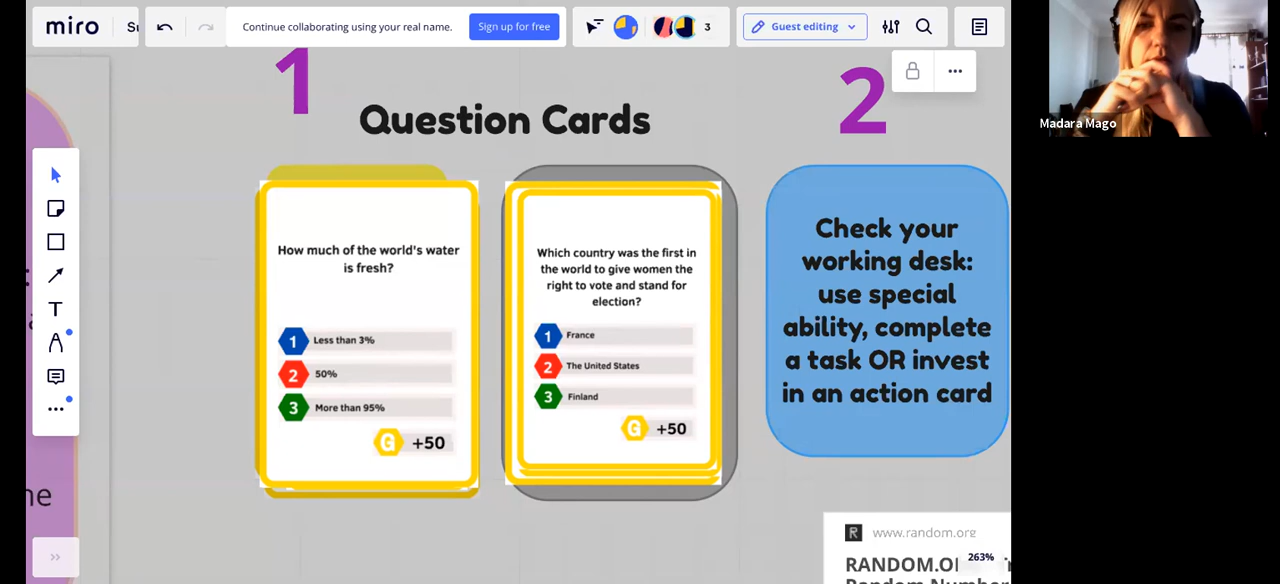 miro
Continue collaborating using your real name.
Sign up for free
3
Guest editing
Madara Mago
1
Question Cards
2
How much of the world's water
is fresh?
1 Less than 3%
2 50%
3 More than 95%
G +50
Which country was the first in
the world to give women the
right to vote and stand for
election?
1 France
2 The United States
3 Finland
G +50
Check your
working desk:
use special
ability, complete
a task OR invest
in an action card
T
R www.random.org
263%